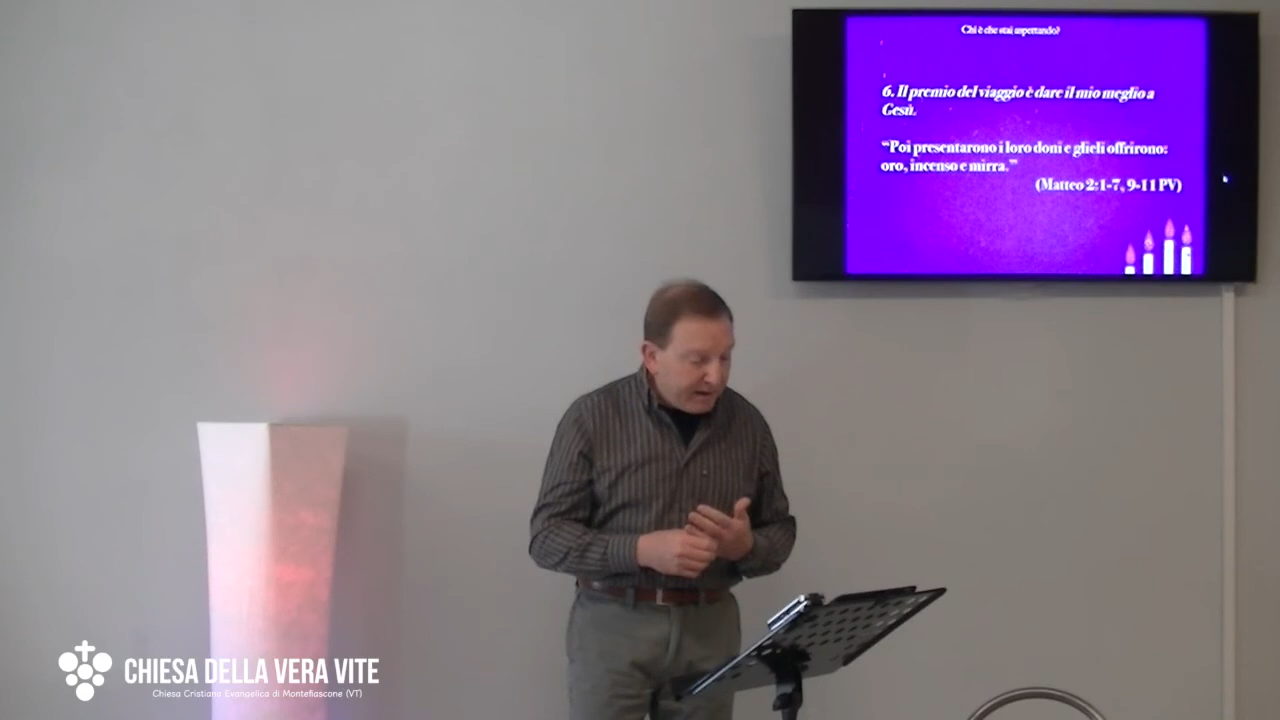 Chi è che stai aspettando?
6. Il premio del viaggio è dare il mio meglio a
Gesù.
“Poi presentarono i loro doni e glieli offrirono:
oro, incenso e mirra.”
(Matteo 2:1-7, 9-11 PV)
CHIESA DELLA VERA VITE
Chiesa Cristiana Evangelica di Montefiascone (VT)